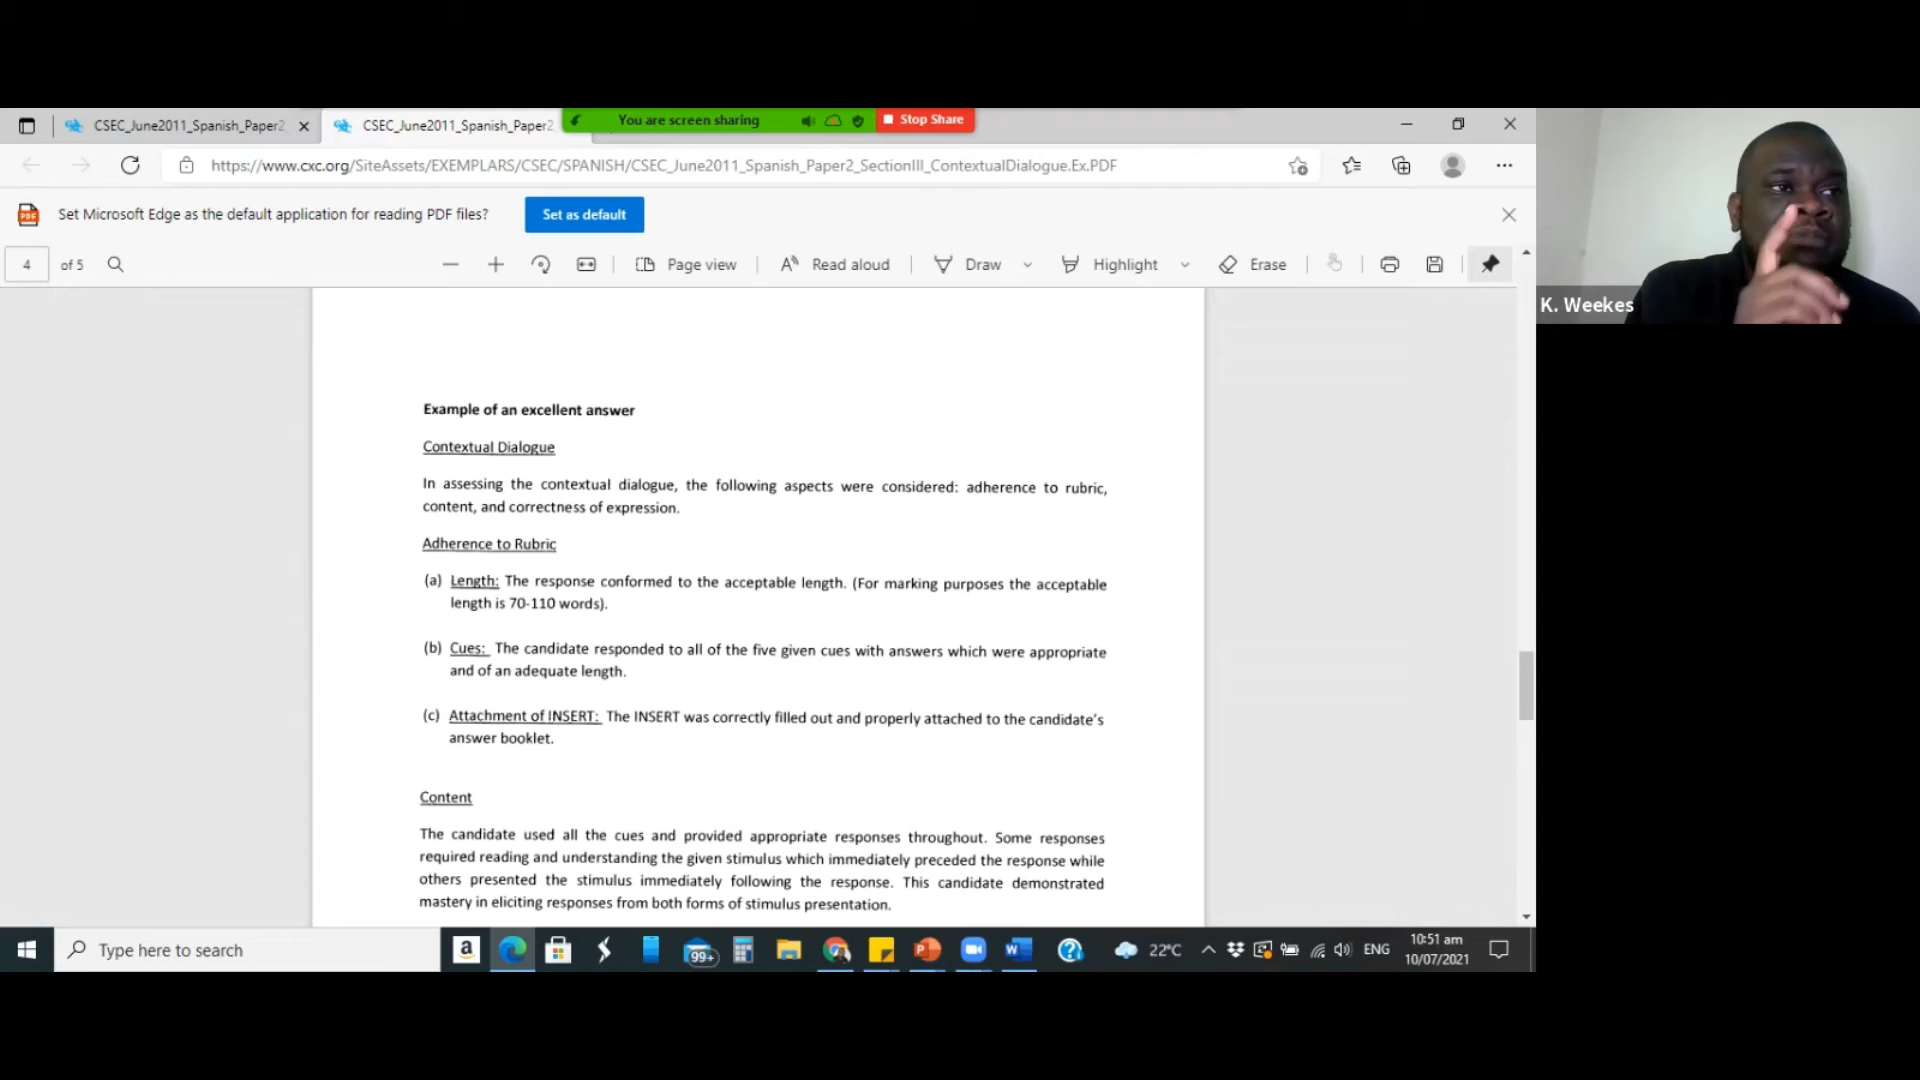 CSEC_June2011_Spanish_Paper2
CSEC_June2011_Spanish_Paper2
You are screen sharing
Stop Share
https://www.cxc.org/SiteAssets/EXEMPLARS/CSEC/SPANISH/CSEC_June2011_Spanish_Paper2_SectionIII_ContextualDialogue.Ex.PDF
PDF
Set Microsoft Edge as the default application for reading PDF files?
Set as default
4 of 5
Page view
Read aloud
Draw
Highlight
Erase
K. Weekes
Example of an excellent answer
Contextual Dialogue
In assessing the contextual dialogue, the following aspects were considered: adherence to rubric,
content, and correctness of expression.
Adherence to Rubric
(a) Length: The response conformed to the acceptable length. (For marking purposes the acceptable
length is 70-110 words).
(b) Cues: The candidate responded to all of the five given cues with answers which were appropriate
and of an adequate length.
(c) Attachment of INSERT: The INSERT was correctly filled out and properly attached to the candidate's
answer booklet.
Content
The candidate used all the cues and provided appropriate responses throughout. Some responses
required reading and understanding the given stimulus which immediately preceded the response while
others presented the stimulus immediately following the response. This candidate demonstrated
mastery in eliciting responses from both forms of stimulus presentation.
Type here to search
a
99+
22°C
ENG
10:51 am
10/07/2021